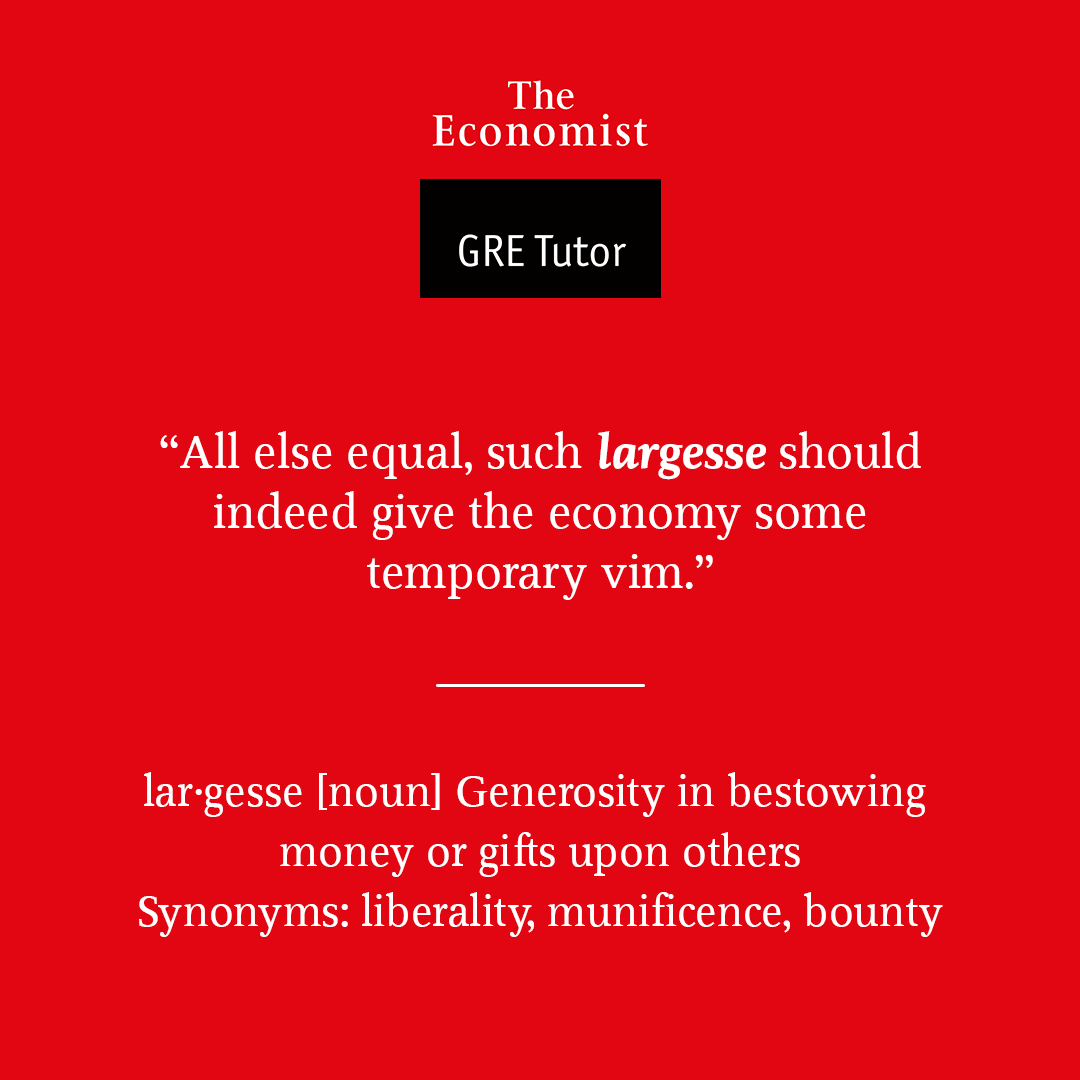 The
Economist
GRE Tutor
“All else equal, such largesse should
indeed give the economy some
temporary vim.”
lar·gesse [noun] Generosity in bestowing
money or gifts upon others
Synonyms: liberality, munificence, bounty